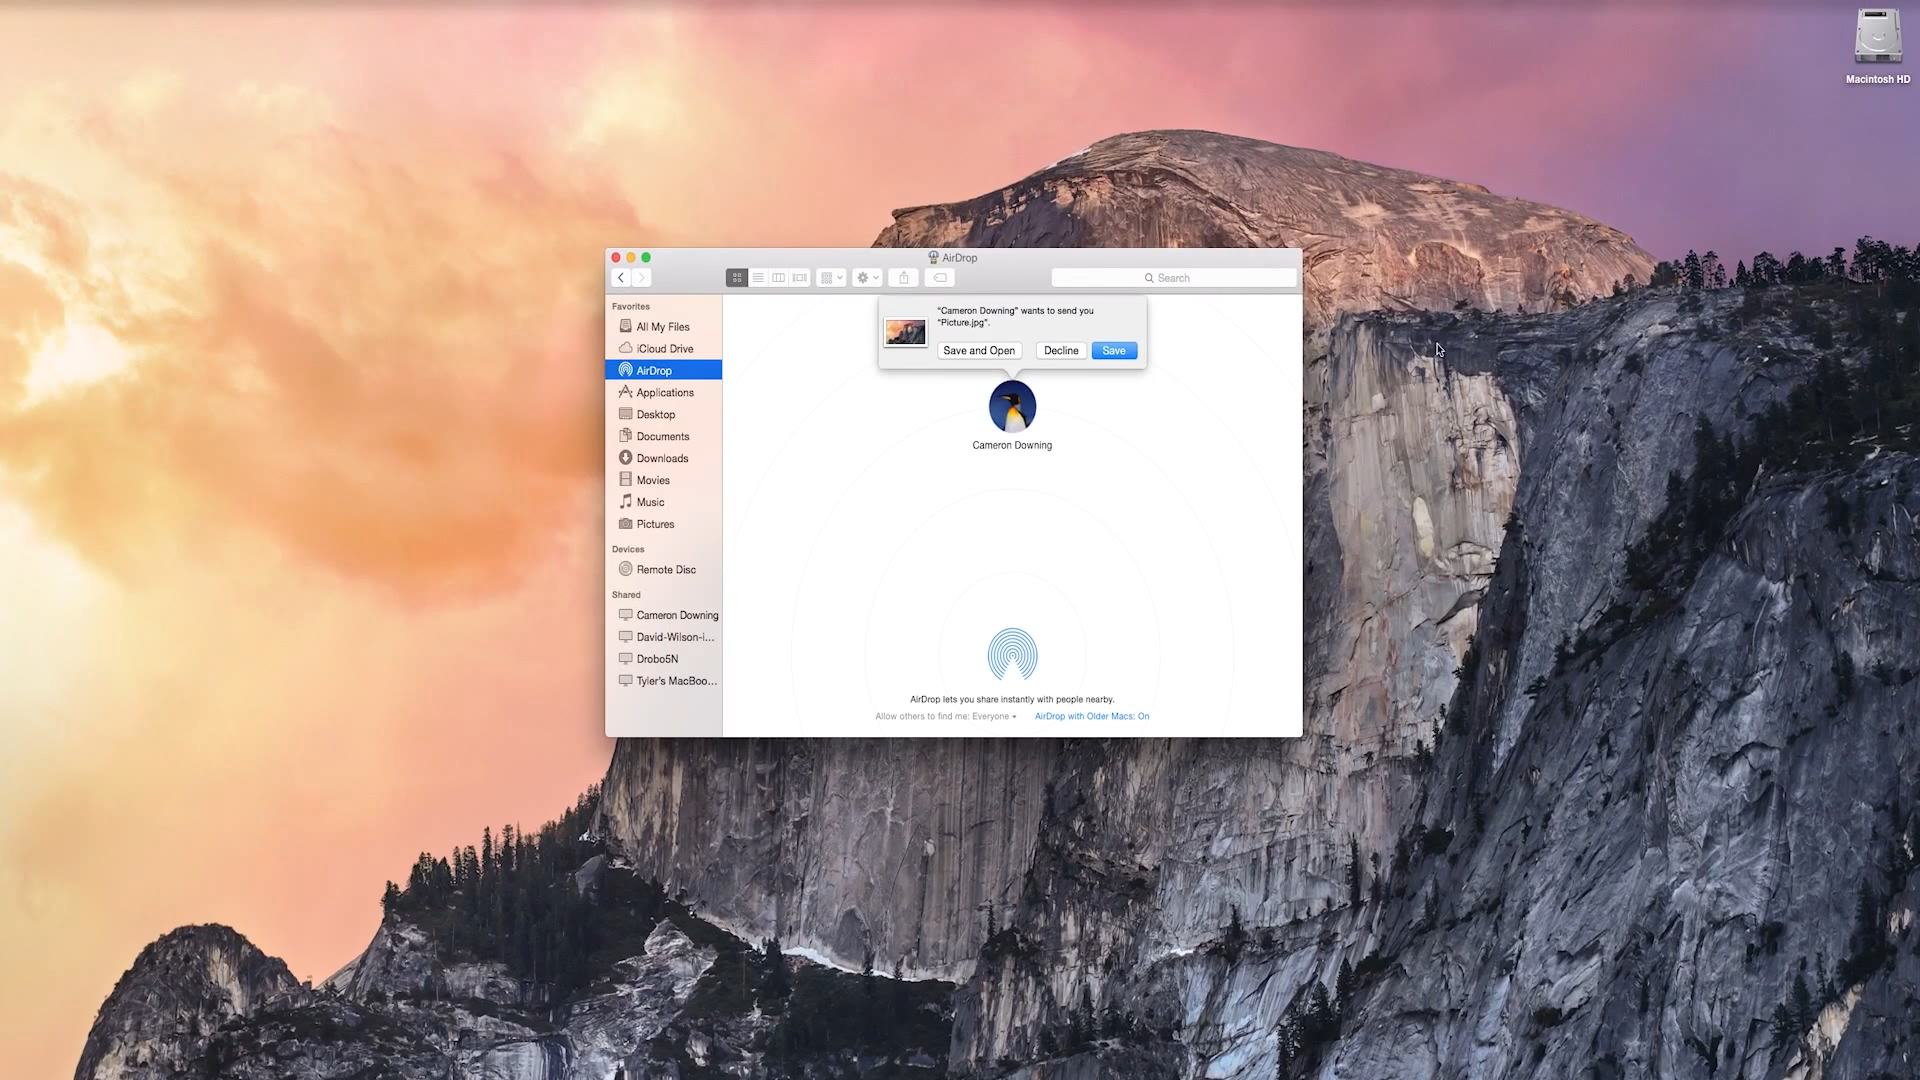 Macintosh HD
AirDrop
Search
Favorites
All My Files
iCloud Drive
AirDrop
Applications
Desktop
Documents
Downloads
Movies
Music
Pictures
Devices
Remote Disc
Shared
Cameron Downing
David-Wilson-i...
Drobo5N
Tyler's MacBoo...
"Cameron Downing" wants to send you
"Picture.jpg".
Save and Open
Decline
Save
Cameron Downing
AirDrop lets you share instantly with people nearby.
Allow others to find me: Everyone
AirDrop with Older Macs: On